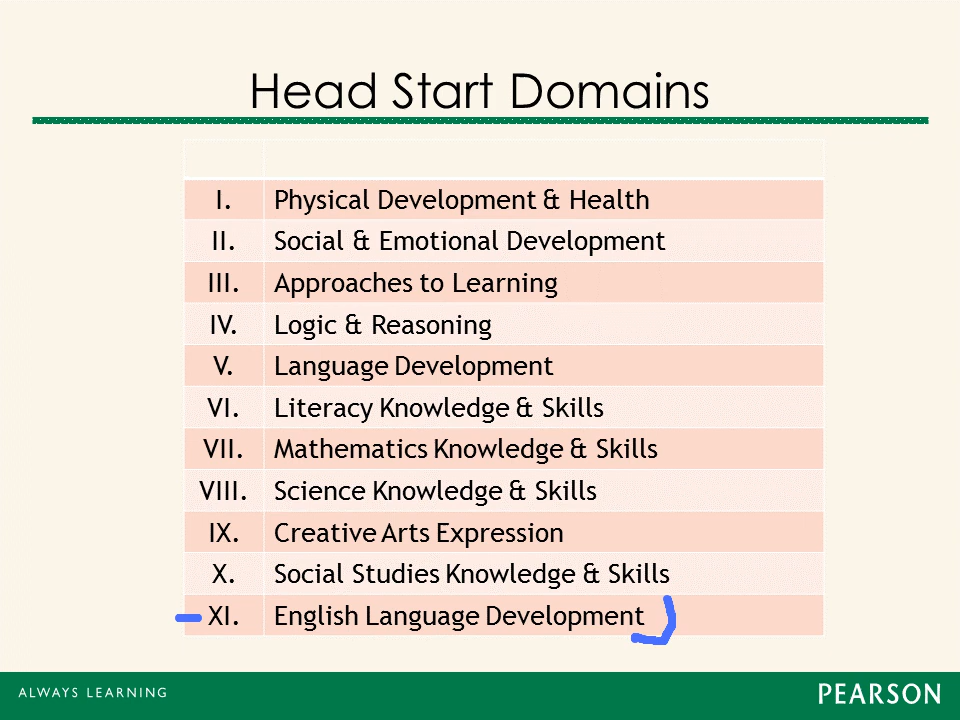 Head Start Domains
I. Physical Development & Health
II. Social & Emotional Development
III. Approaches to Learning
IV. Logic & Reasoning
V. Language Development
VI. Literacy Knowledge & Skills
VII. Mathematics Knowledge & Skills
VIII. Science Knowledge & Skills
IX. Creative Arts Expression
X. Social Studies Knowledge & Skills
XI. English Language Development
ALWAYS LEARNING
PEARSON